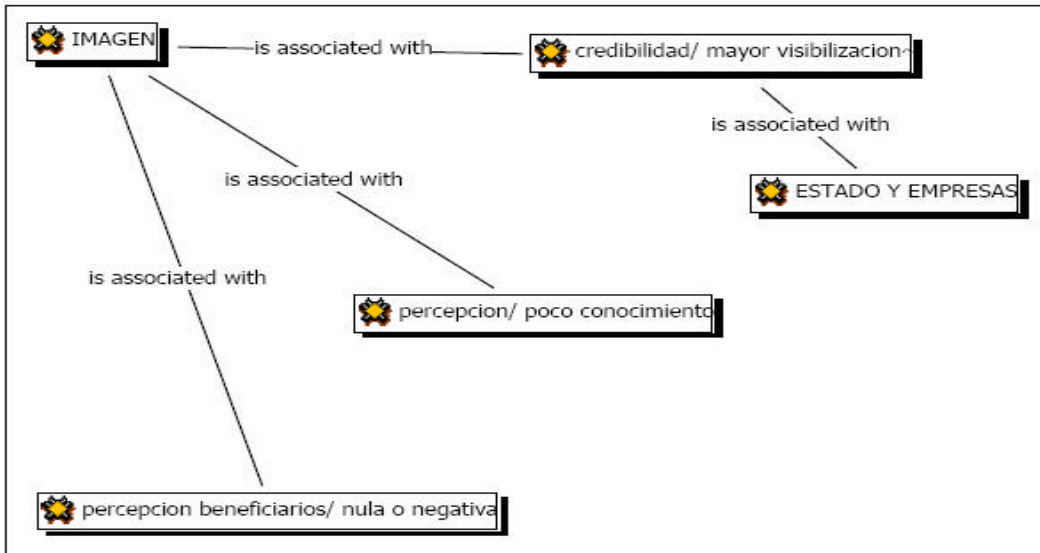 IMAGEN
is associated with
credibilidad/ mayor visibilizacion~
is associated with
ESTADO Y EMPRESAS
is associated with
is associated with
percepcion/ poco conocimiento
percepcion beneficiarios/ nula o negativa